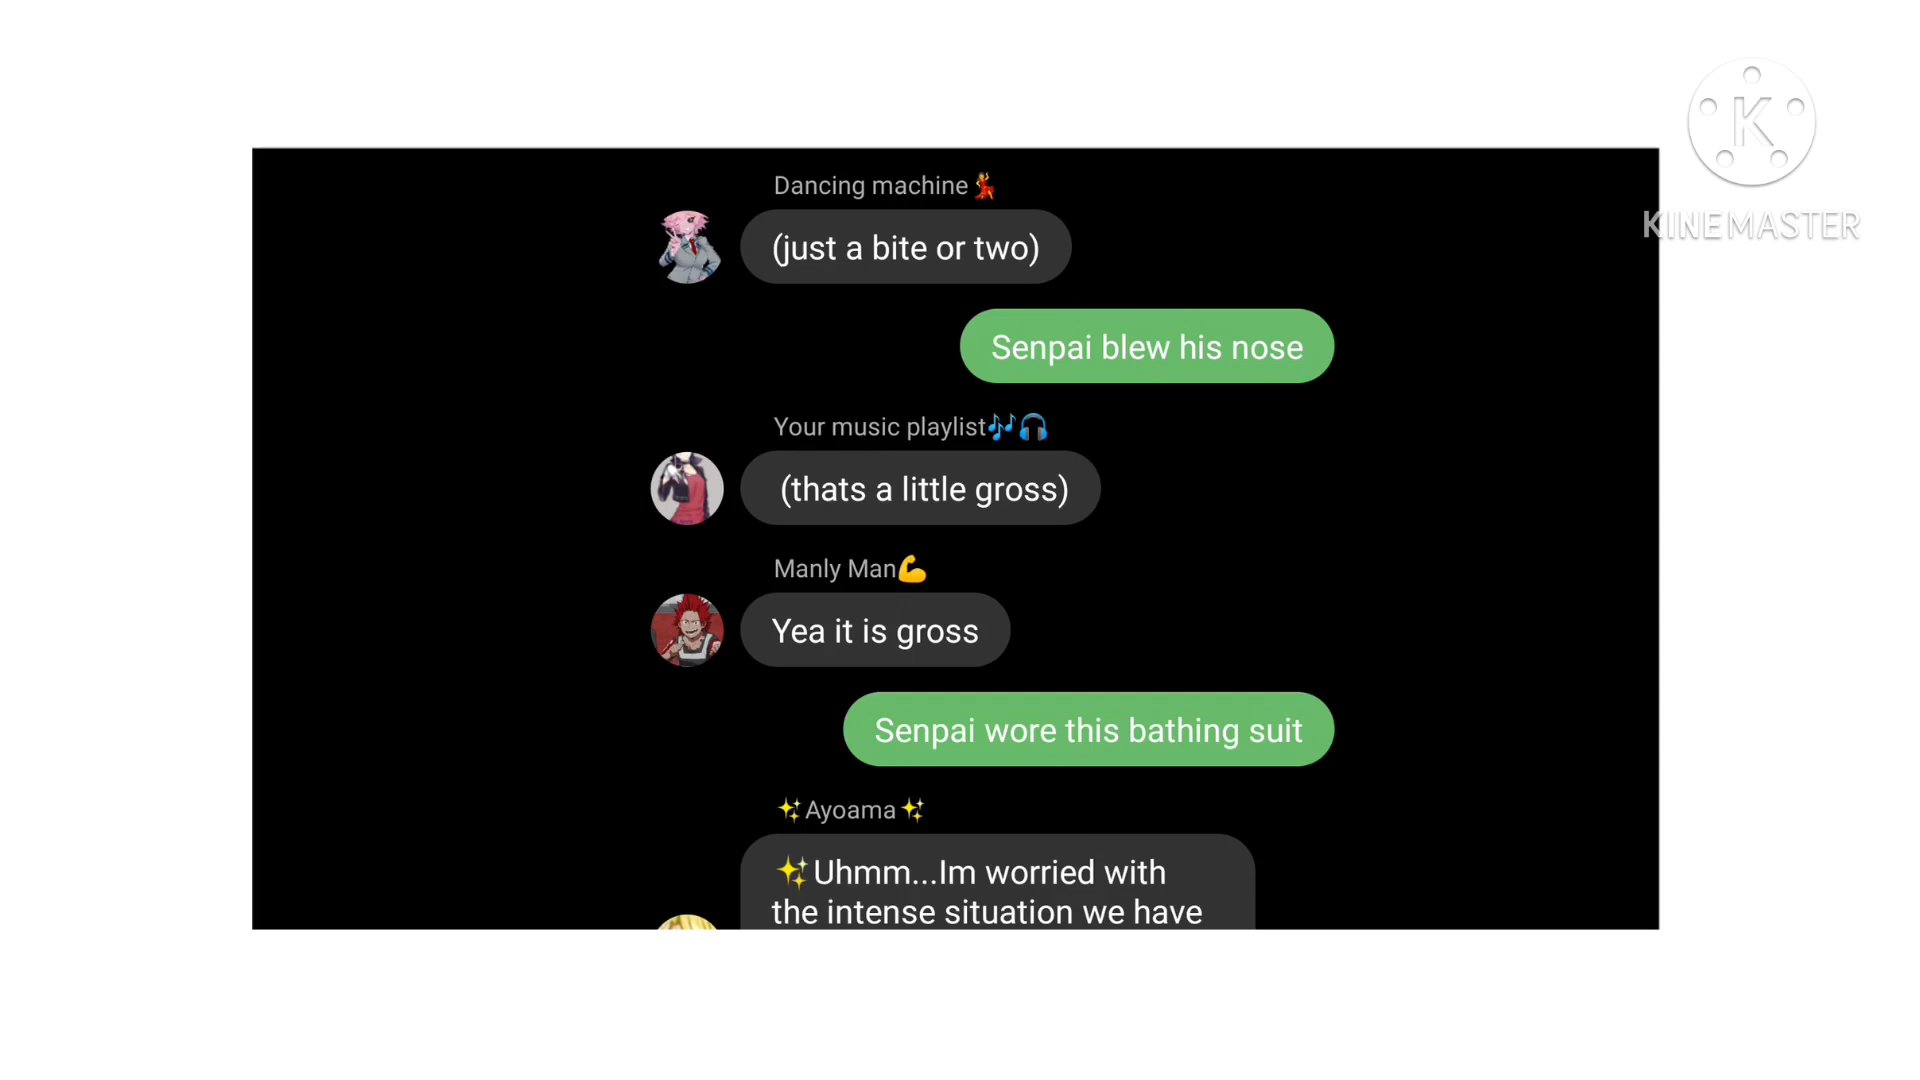 Dancing machine💃
(just a bite or two)
Senpai blew his nose
Your music playlist🎶🎧
(thats a little gross)
Manly Man💪
Yea it is gross
Senpai wore this bathing suit
✨Ayoama✨
✨Uhmm...Im worried with
the intense situation we have
K
KINEMASTER